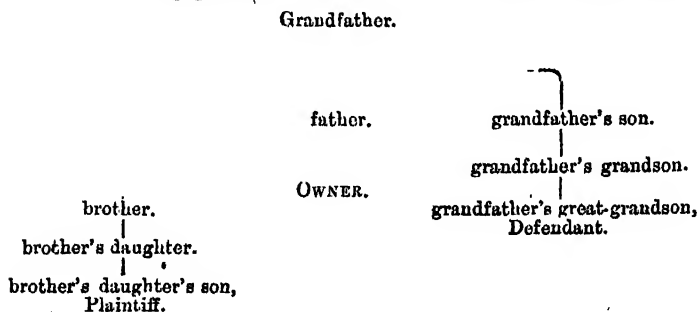 Grandfather.
father.
grandfather's son.
grandfather's grandson.
OWNER.
brother.
grandfather's great-grandson,
Defendant.
brother's daughter.
brother's daughter's son,
Plaintiff.